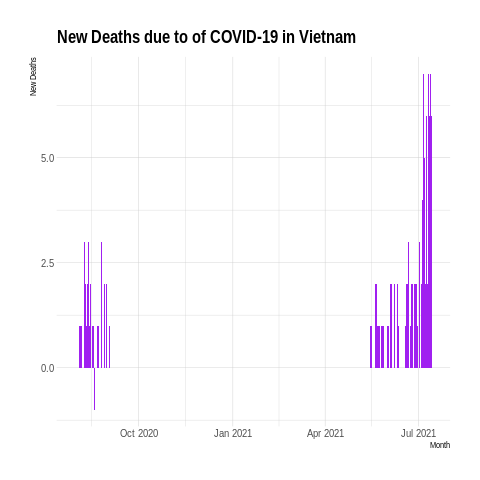 New Deaths due to of COVID-19 in Vietnam
New Deaths
5.0
2.5
0.0
Oct 2020 Jan 2021 Apr 2021 Jul 2021
Month